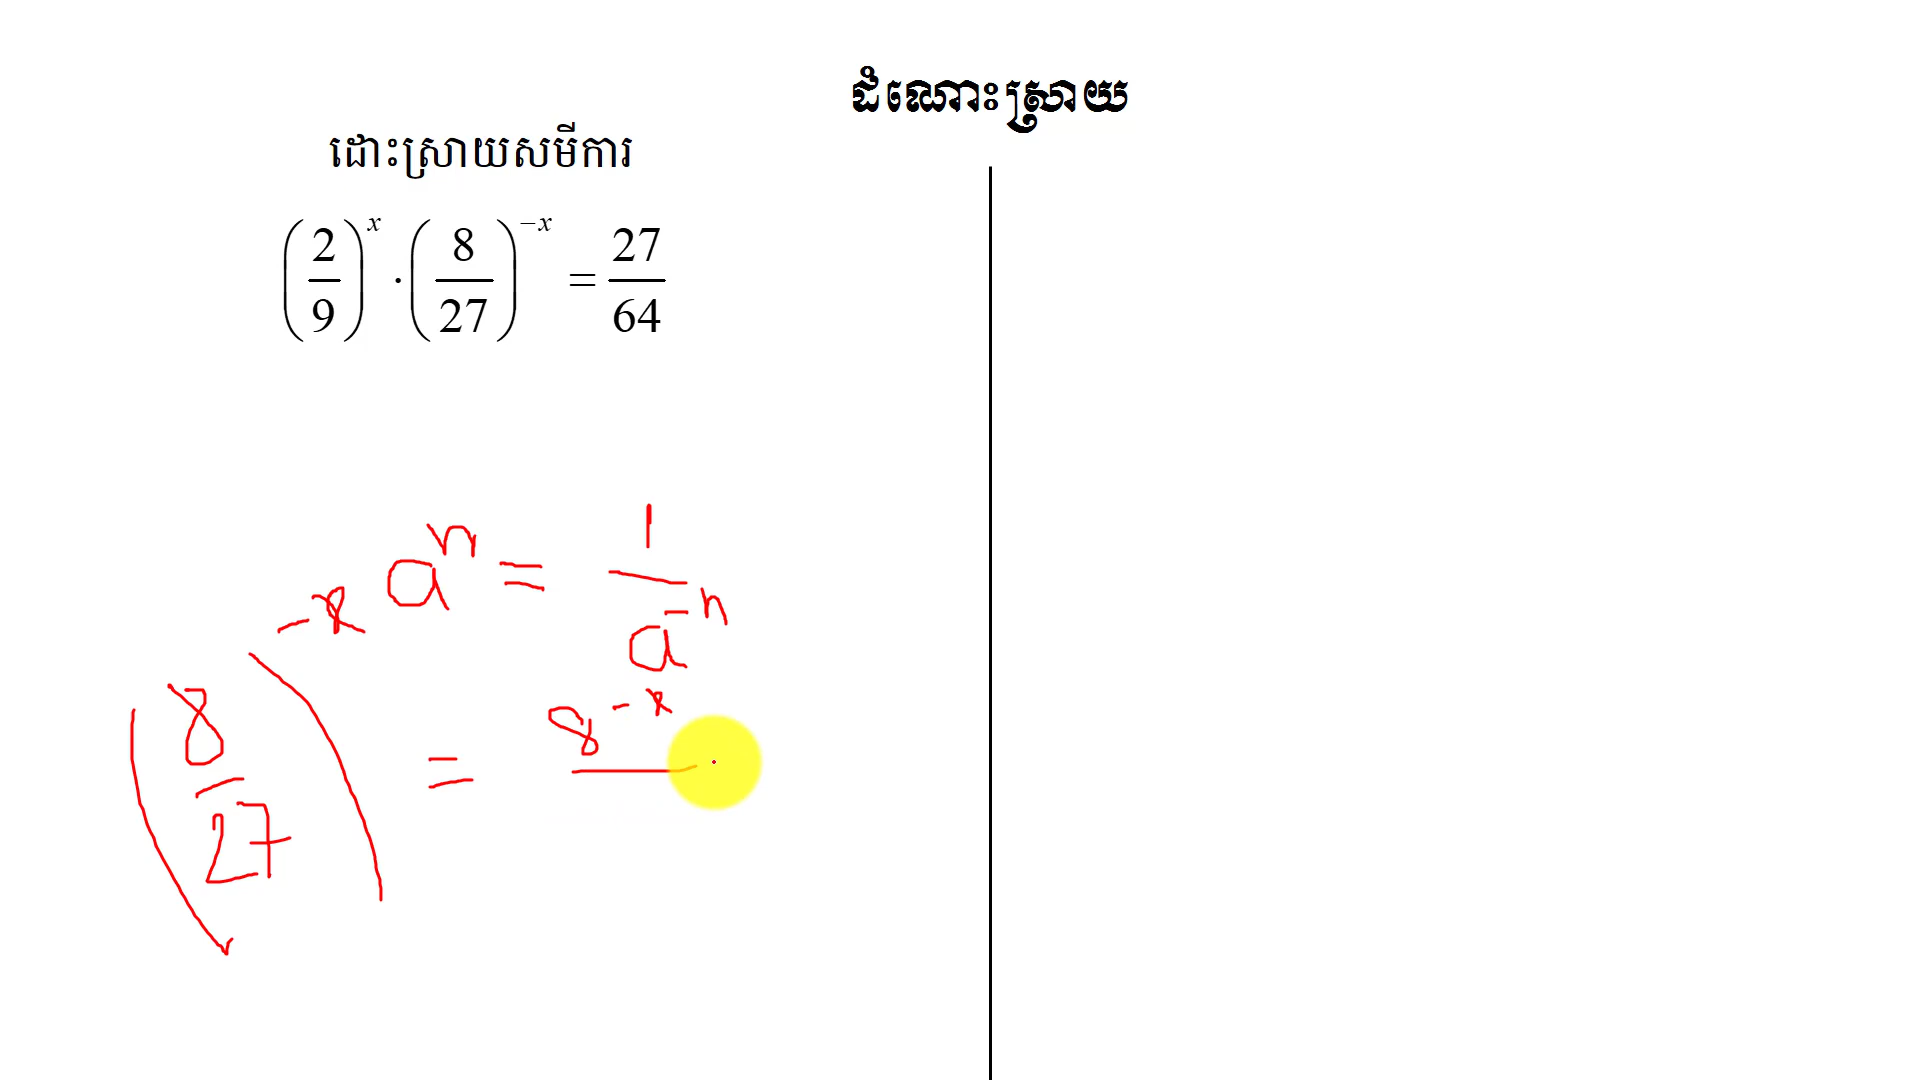 ដំណោះស្រាយ
ដោះស្រាយសមីការ
(2/9)^x · (8/27)^{-x} = 27/64
a^n = 1/a^{-n}
(8/27)^{-x} = 8^{-x}/